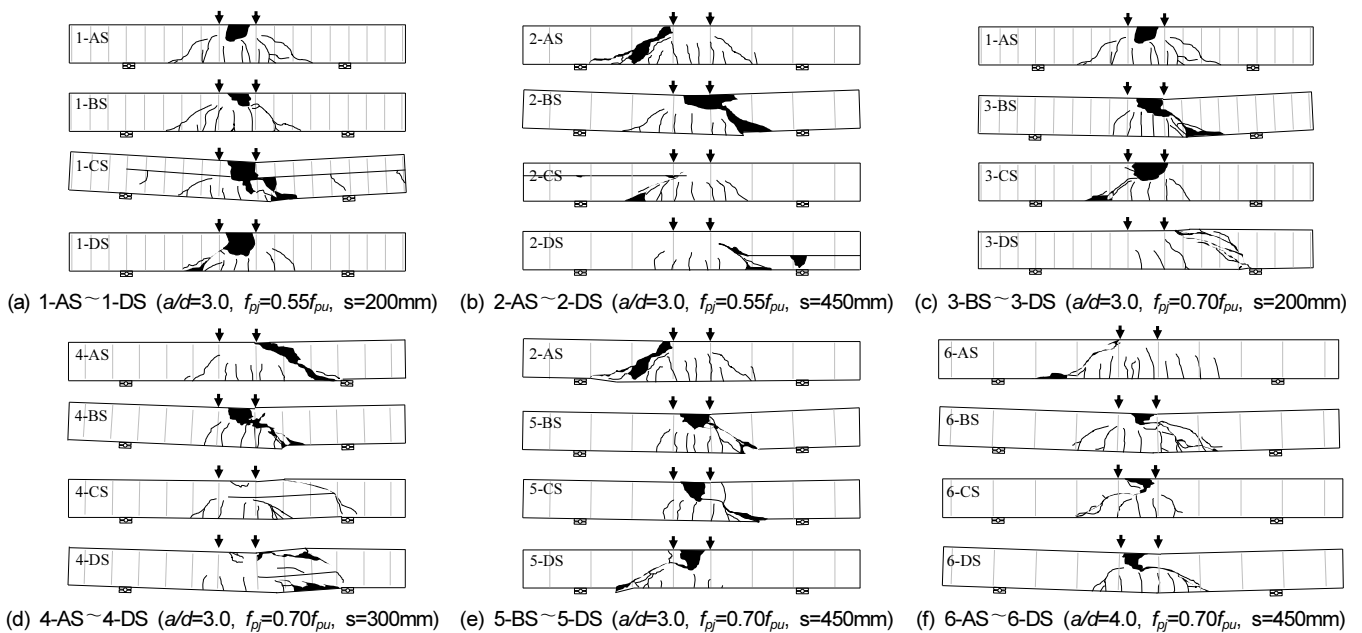 1-AS
1-BS
1-CS
1-DS
(a) 1-AS~1-DS (a/d=3.0, fpj=0.55fpu, s=200mm)
2-AS
2-BS
2-CS
2-DS
(b) 2-AS~2-DS (a/d=3.0, fpj=0.55fpu, s=450mm)
1-AS
3-BS
3-CS
3-DS
(c) 3-BS~3-DS (a/d=3.0, fpj=0.70fpu, s=200mm)
4-AS
4-BS
4-CS
4-DS
(d) 4-AS~4-DS (a/d=3.0, fpj=0.70fpu, s=300mm)
2-AS
5-BS
5-CS
5-DS
(e) 5-BS~5-DS (a/d=3.0, fpj=0.70fpu, s=450mm)
6-AS
6-BS
6-CS
6-DS
(f) 6-AS~6-DS (a/d=4.0, fpj=0.70fpu, s=450mm)